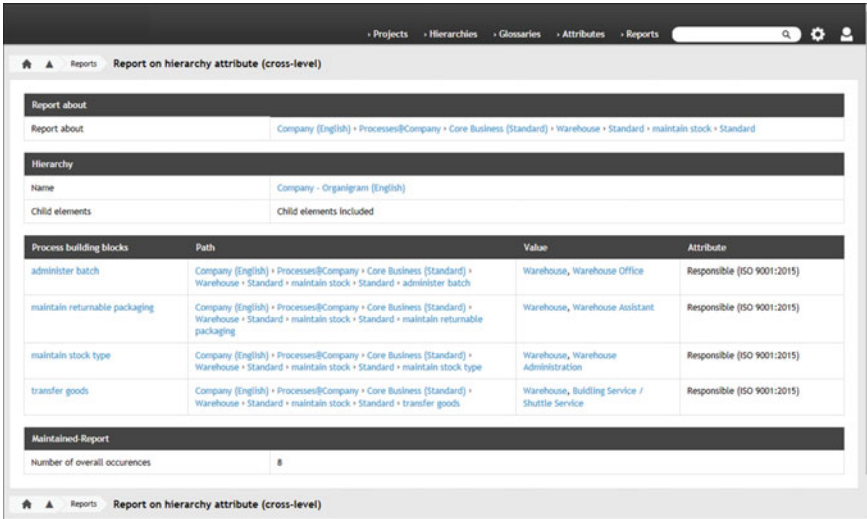 › Projects › Hierarchies › Glossaries › Attributes › Reports
Reports Report on hierarchy attribute (cross-level)
Report about
Report about Company (English) › Processes@Company › Core Business (Standard) › Warehouse › Standard › maintain stock › Standard
Hierarchy
Name Company - Organigram (English)
Child elements Child elements included
Process building blocks Path Value Attribute
administer batch Company (English) › Processes@Company › Core Business (Standard) › Warehouse, Warehouse Office Responsible (ISO 9001:2015)
Warehouse › Standard › maintain stock › Standard › administer batch
maintain returnable packaging Company (English) › Processes@Company › Core Business (Standard) › Warehouse, Warehouse Assistant Responsible (ISO 9001:2015)
Warehouse › Standard › maintain stock › Standard › maintain returnable
packaging
maintain stock type Company (English) › Processes@Company › Core Business (Standard) › Warehouse, Warehouse Responsible (ISO 9001:2015)
Warehouse › Standard › maintain stock › Standard › maintain stock type Administration
transfer goods Company (English) › Processes@Company › Core Business (Standard) › Warehouse, Buidling Service / Responsible (ISO 9001:2015)
Warehouse › Standard › maintain stock › Standard › transfer goods Shuttle Service
Maintained-Report
Number of overall occurences 8
Reports Report on hierarchy attribute (cross-level)